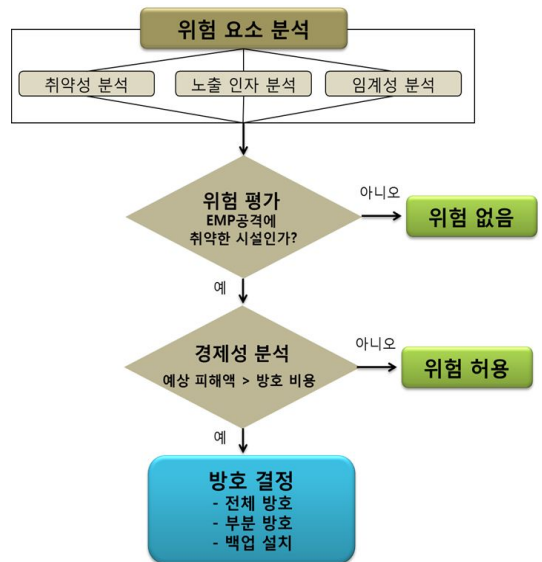 위험 요소 분석
취약성 분석
노출 인자 분석
임계성 분석
위험 평가
EMP공격에
취약한 시설인가?
아니오
위험 없음
예
경제성 분석
예상 피해액 > 방호 비용
아니오
위험 허용
예
방호 결정
- 전체 방호
- 부분 방호
- 백업 설치